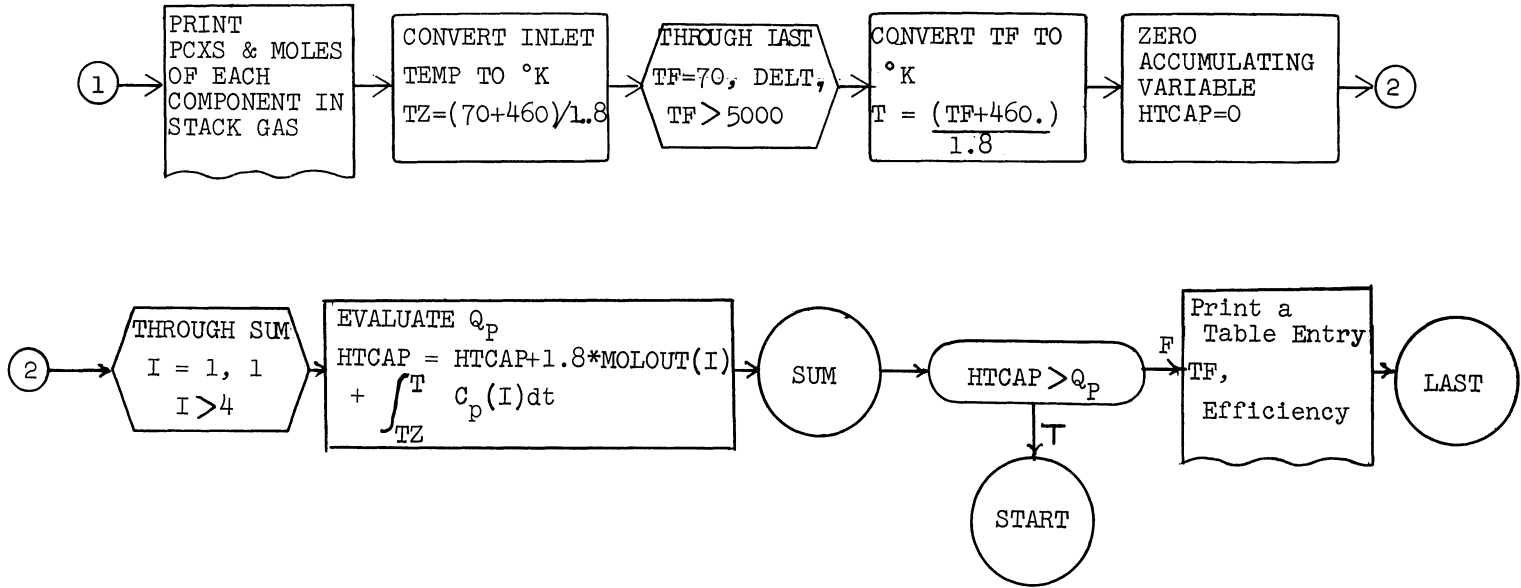 1
PRINT
PCXS & MOLES
OF EACH
COMPONENT IN
STACK GAS
CONVERT INLET
TEMP TO °K
TZ=(70+460)/1.8
THROUGH LAST
TF=70, DELT,
TF > 5000
CONVERT TF TO
°K
T = (TF+460.)
1.8
ZERO
ACCUMULATING
VARIABLE
HTCAP=0
2
2
THROUGH SUM
I = 1, 1
I>4
EVALUATE Q_P
HTCAP = HTCAP+1.8*MOLOUT(I)
+ ∫_TZ^T C_p(I)dt
SUM
HTCAP > Q_P
F
T
START
Print a
Table Entry
TF,
Efficiency
LAST